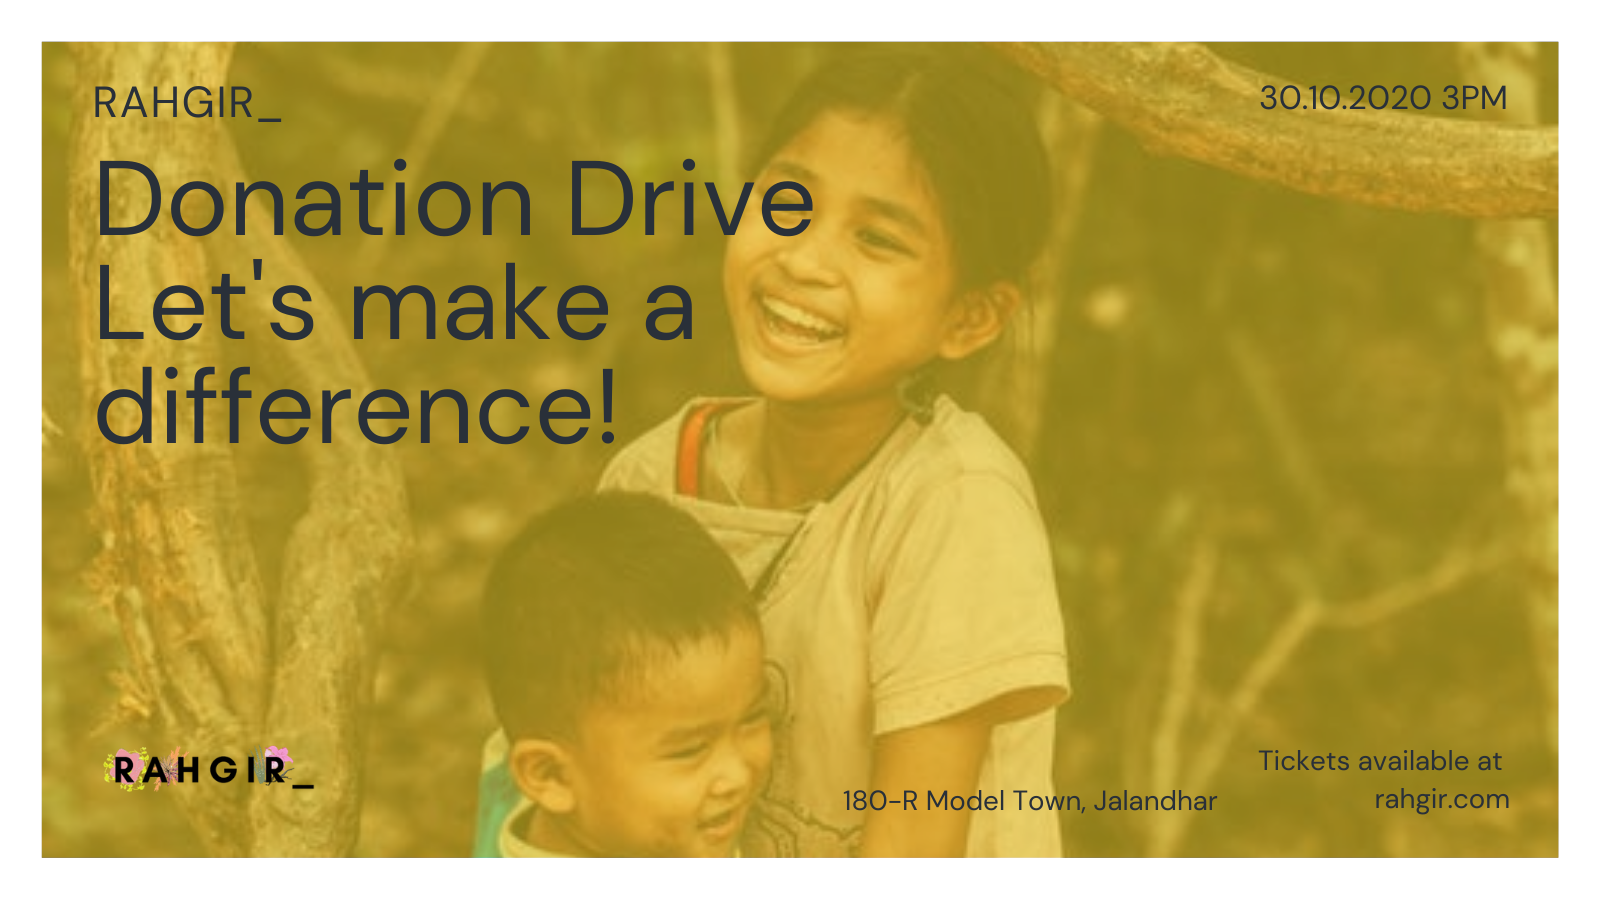 RAHGIR_
30.10.2020 3PM
Donation Drive
Let's make a
difference!
RAHGIR_
180-R Model Town, Jalandhar
Tickets available at
rahgir.com